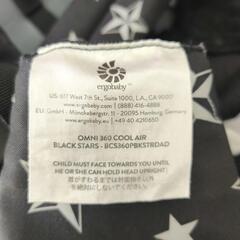 ergobaby
US: 617 West 7th St., Suite 1000, L.A., CA 90017
www.ergobaby.com | (888) 416-4888
EU: GmbH - Mönckebergstr. 11 - D-20095 Hamburg, Germany
www.ergobaby.eu | +49 40 4210650
OMNI 360 COOL AIR
BLACK STARS - BCS360PBKSTRDAD
CHILD MUST FACE TOWARDS YOU UNTIL
HE OR SHE CAN HOLD HEAD UPRIGHT